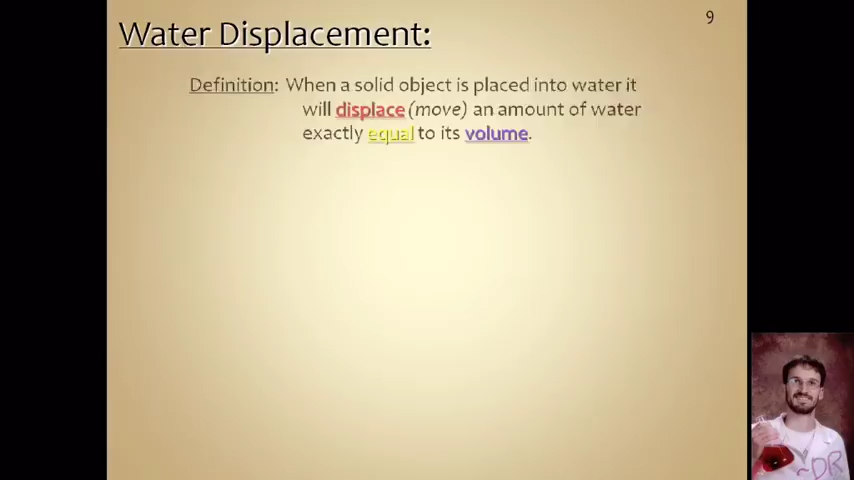 9
Water Displacement:
Definition: When a solid object is placed into water it
will displace (move) an amount of water
exactly equal to its volume.
~DR